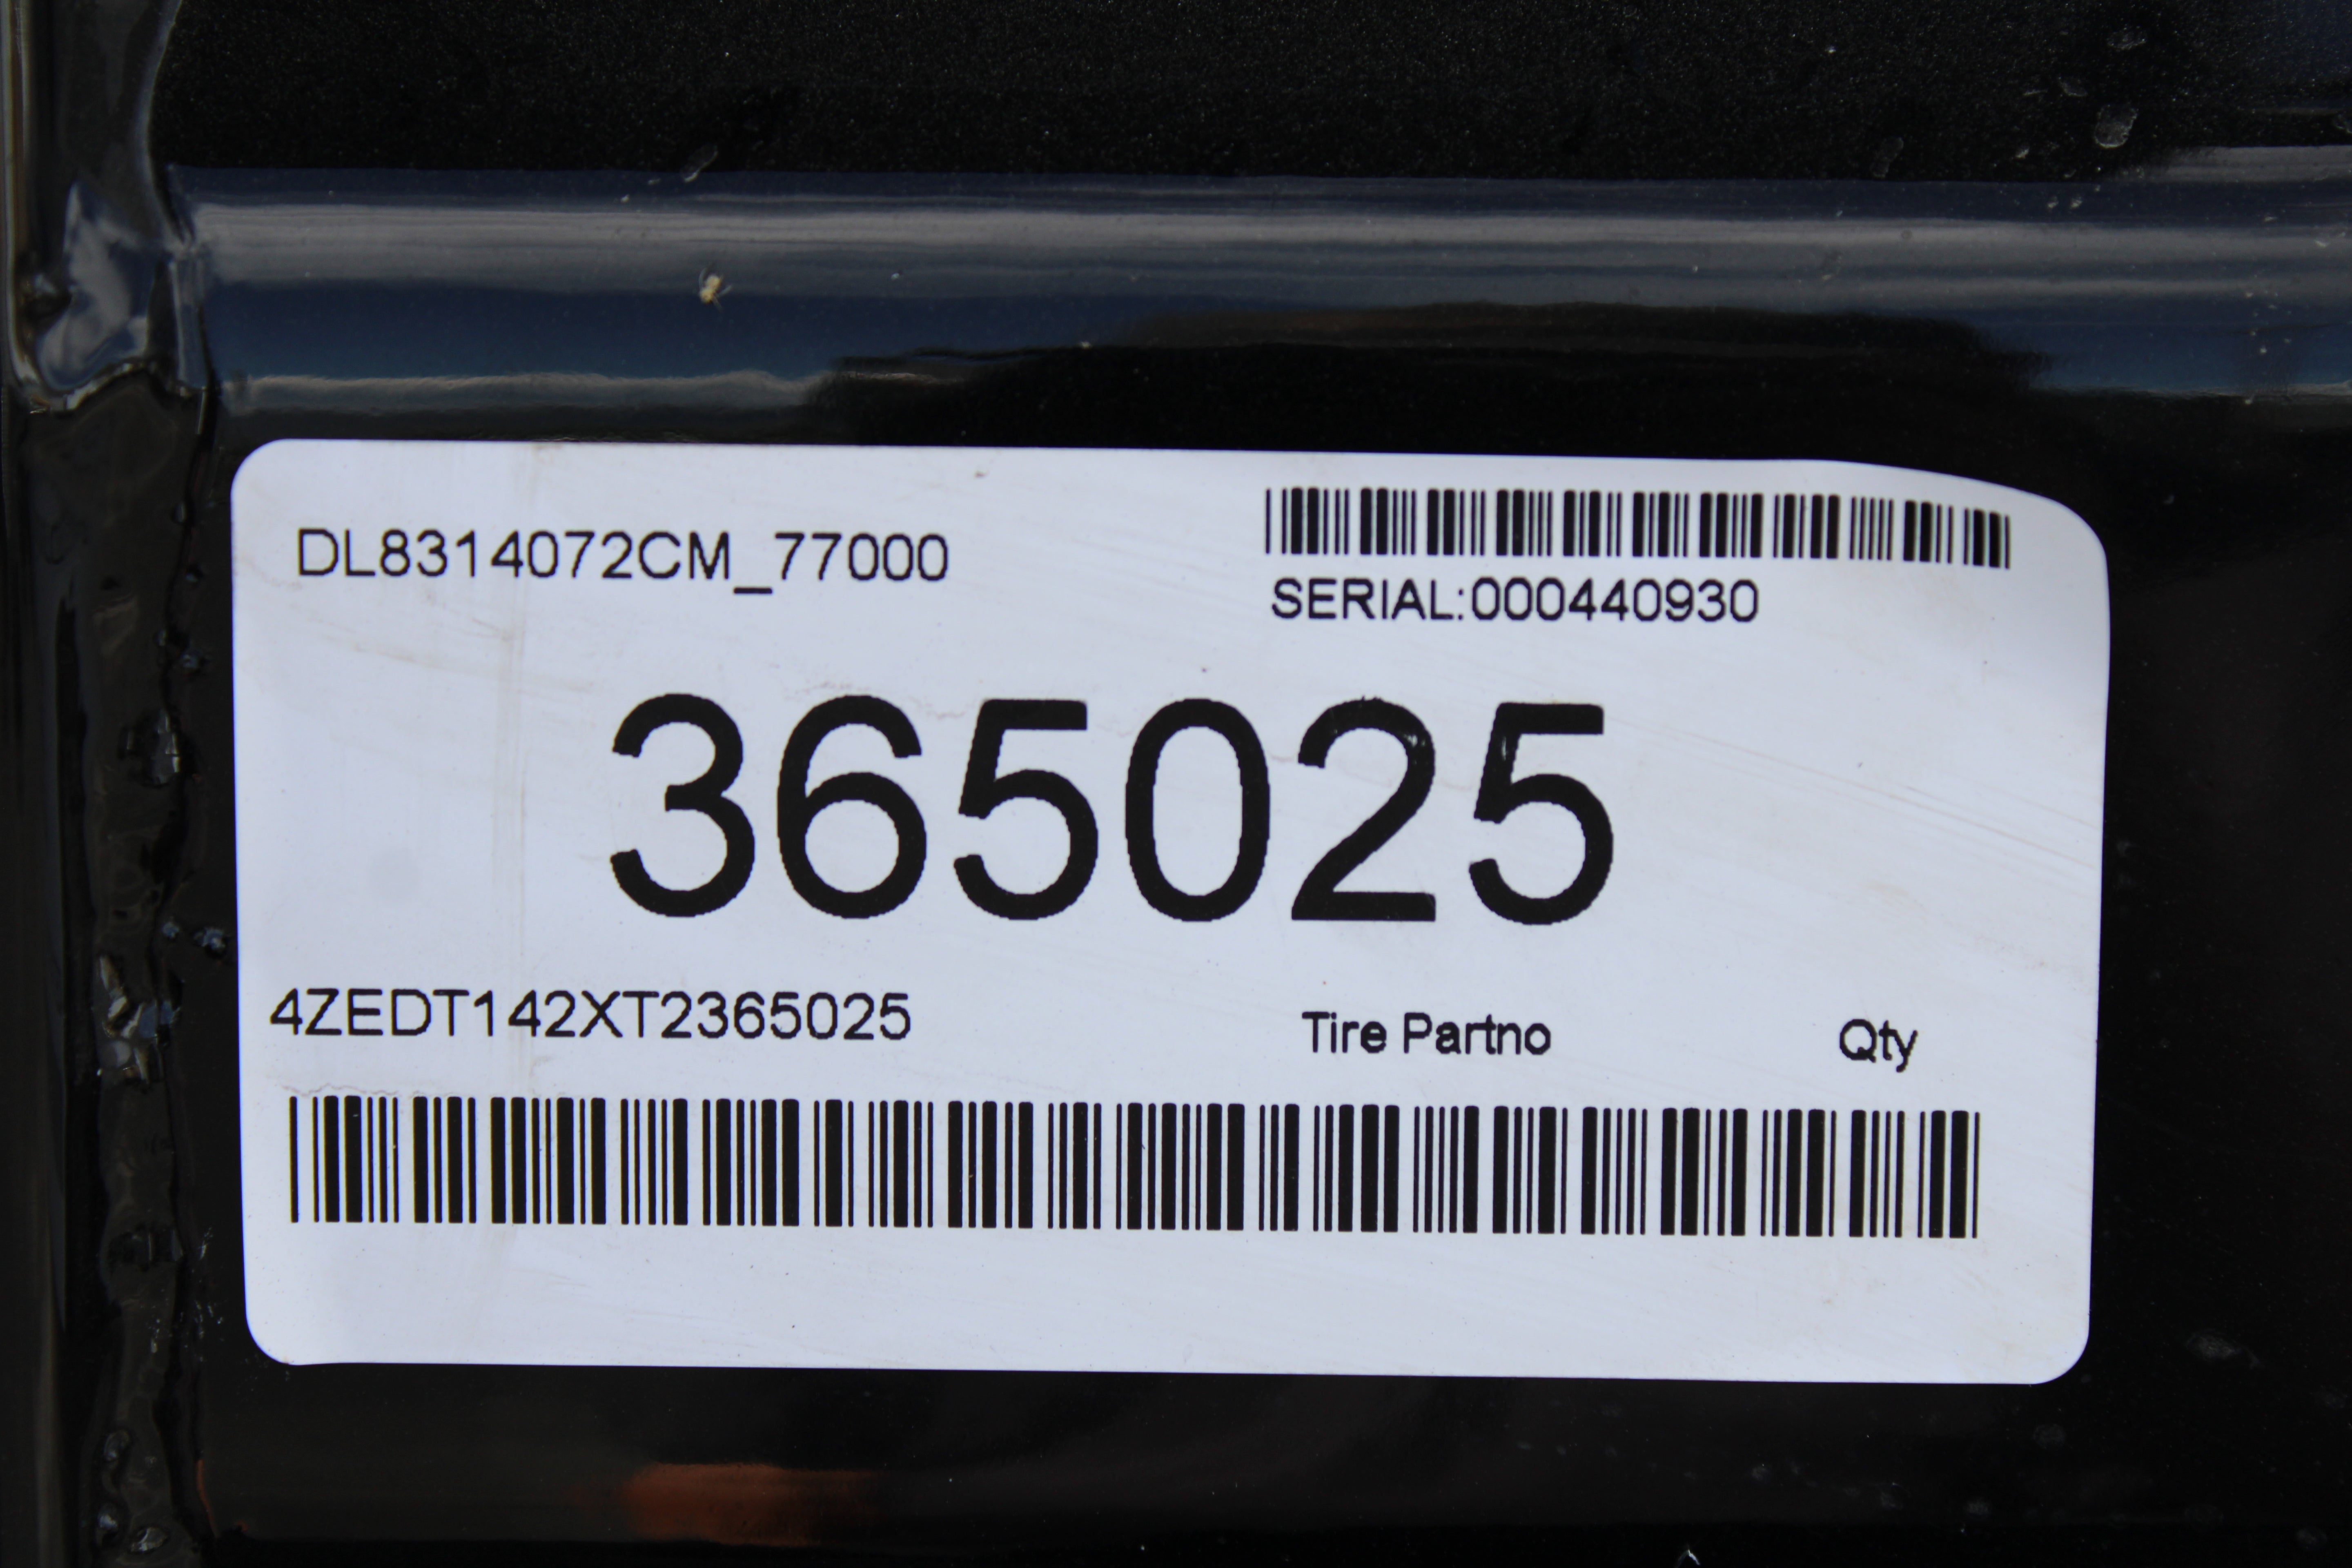 DL8314072CM_77000
SERIAL:000440930
365025
4ZEDT142XT2365025
Tire Partno Qty